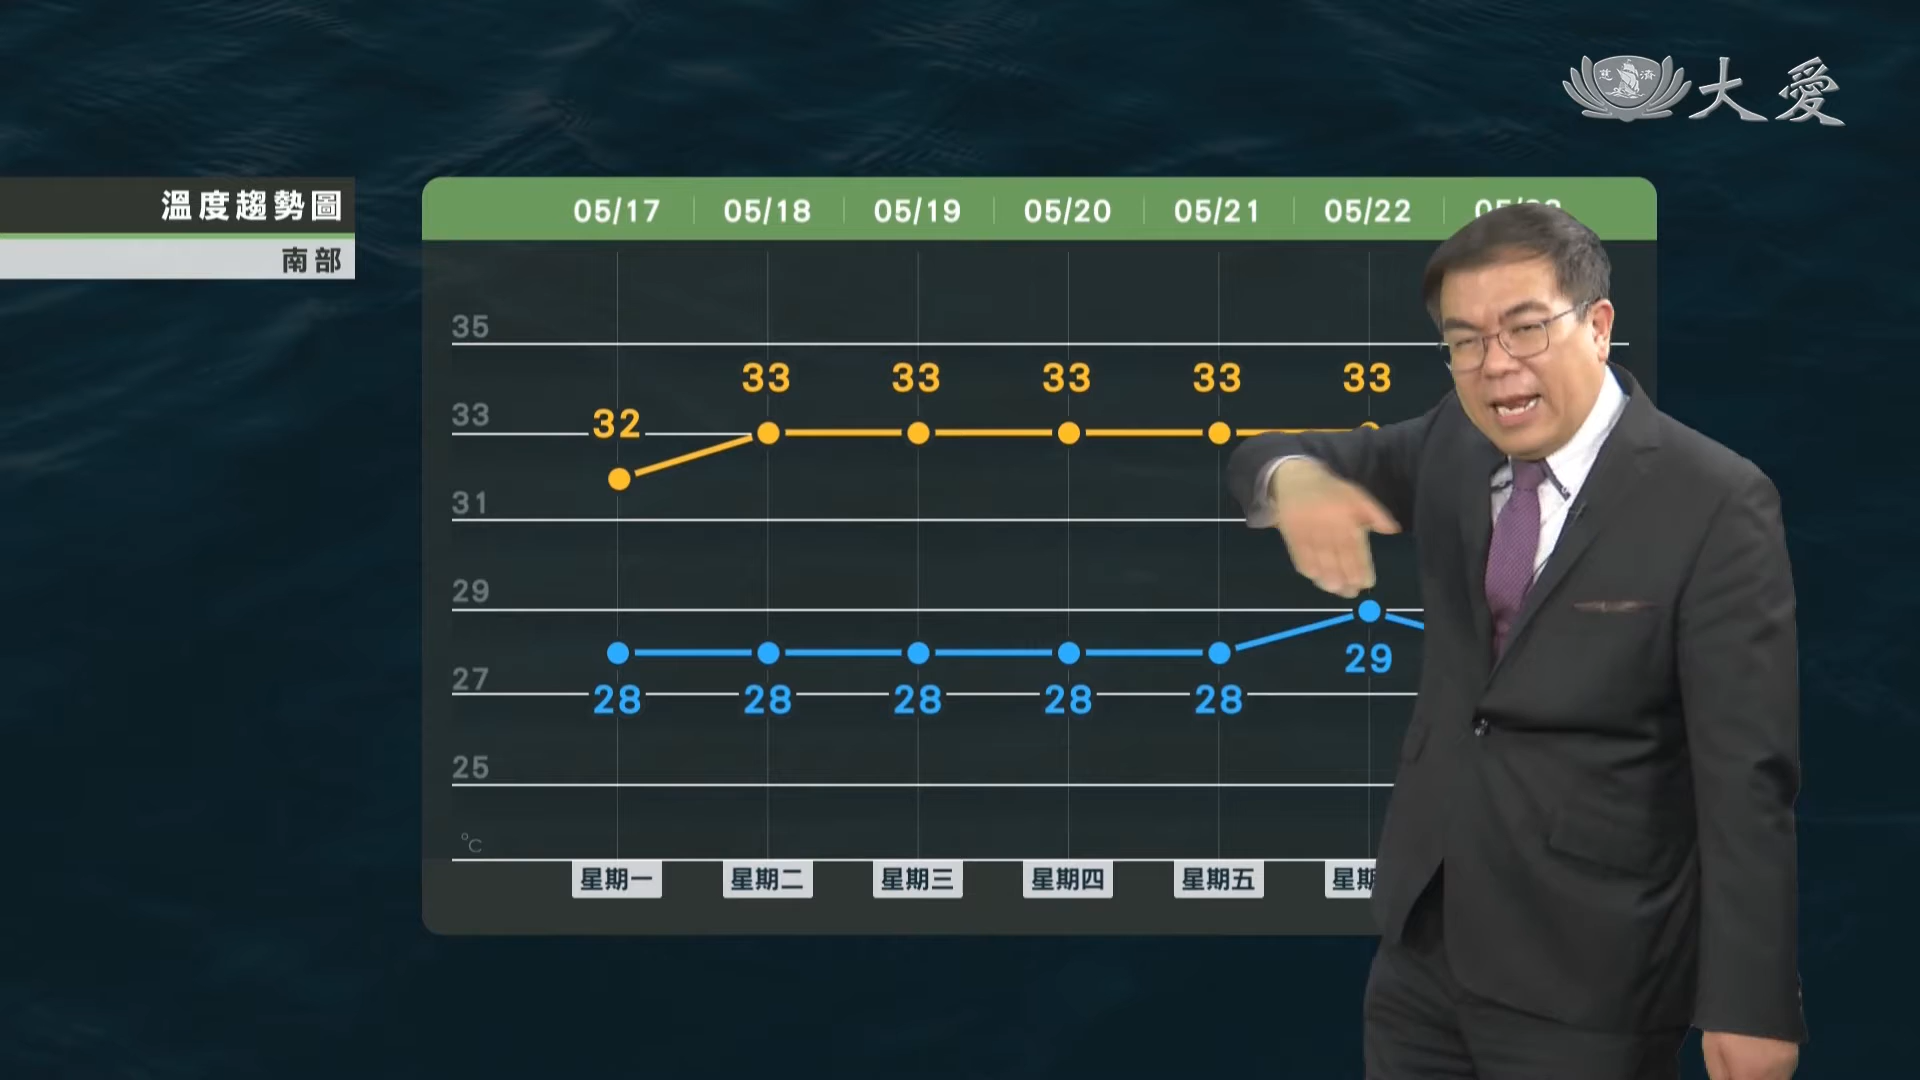 慈濟 大愛
溫度趨勢圖
南部
05/17 05/18 05/19 05/20 05/21 05/22
35
33 33 33 33 33
33
32
31
29
29
27
28 28 28 28 28
25
°C
星期一 星期二 星期三 星期四 星期五